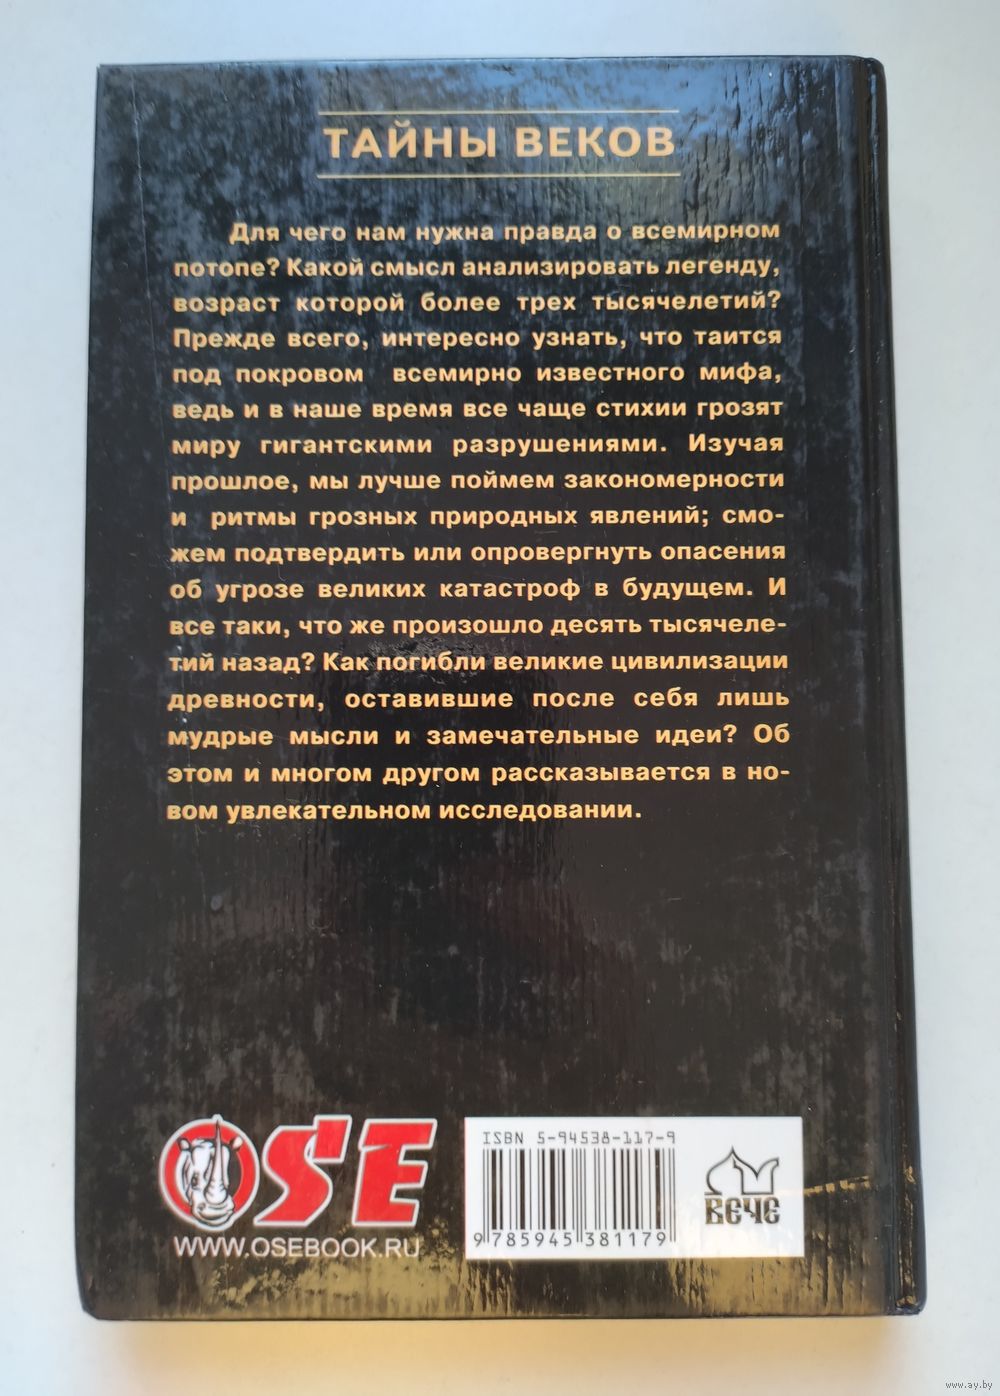 ТАЙНЫ ВЕКОВ
Для чего нам нужна правда о всемирном
потопе? Какой смысл анализировать легенду,
возраст которой более трех тысячелетий?
Прежде всего, интересно узнать, что таится
под покровом всемирно известного мифа,
ведь и в наше время все чаще стихии грозят
миру гигантскими разрушениями. Изучая
прошлое, мы лучше поймем закономерности
и ритмы грозных природных явлений; смо-
жем подтвердить или опровергнуть опасения
об угрозе великих катастроф в будущем. И
все таки, что же произошло десять тысячеле-
тий назад? Как погибли великие цивилизации
древности, оставившие после себя лишь
мудрые мысли и замечательные идеи? Об
этом и многом другом рассказывается в но-
вом увлекательном исследовании.
OSE
WWW.OSEBOOK.RU
ISBN 5-94538-117-9
9 785945 381179
ВЕЧЕ
www.ay.by